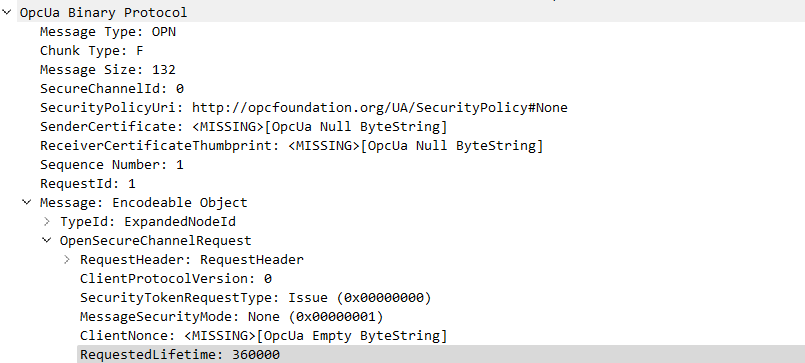 OpcUa Binary Protocol
Message Type: OPN
Chunk Type: F
Message Size: 132
SecureChannelId: 0
SecurityPolicyUri: http://opcfoundation.org/UA/SecurityPolicy#None
SenderCertificate: <MISSING>[OpcUa Null ByteString]
ReceiverCertificateThumbprint: <MISSING>[OpcUa Null ByteString]
Sequence Number: 1
RequestId: 1
Message: Encodeable Object
TypeId: ExpandedNodeId
OpenSecureChannelRequest
RequestHeader: RequestHeader
ClientProtocolVersion: 0
SecurityTokenRequestType: Issue (0x00000000)
MessageSecurityMode: None (0x00000001)
ClientNonce: <MISSING>[OpcUa Empty ByteString]
RequestedLifetime: 360000